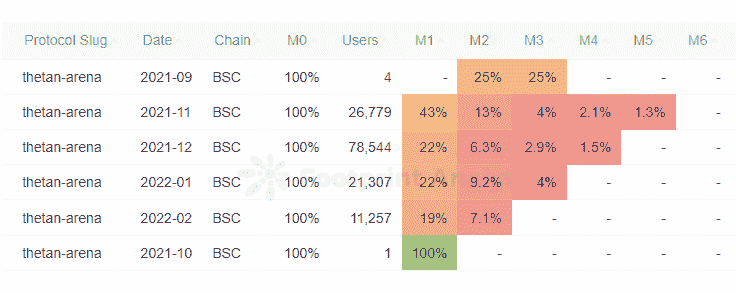 Protocol Slug Date Chain M0 Users M1 M2 M3 M4 M5 M6
thetan-arena 2021-09 BSC 100% 4 - 25% 25% - - -
thetan-arena 2021-11 BSC 100% 26,779 43% 13% 4% 2.1% 1.3% -
thetan-arena 2021-12 BSC 100% 78,544 22% 6.3% 2.9% 1.5% - -
thetan-arena 2022-01 BSC 100% 21,307 22% 9.2% 4% - - -
thetan-arena 2022-02 BSC 100% 11,257 19% 7.1% - - - -
thetan-arena 2021-10 BSC 100% 1 100% - - - - -